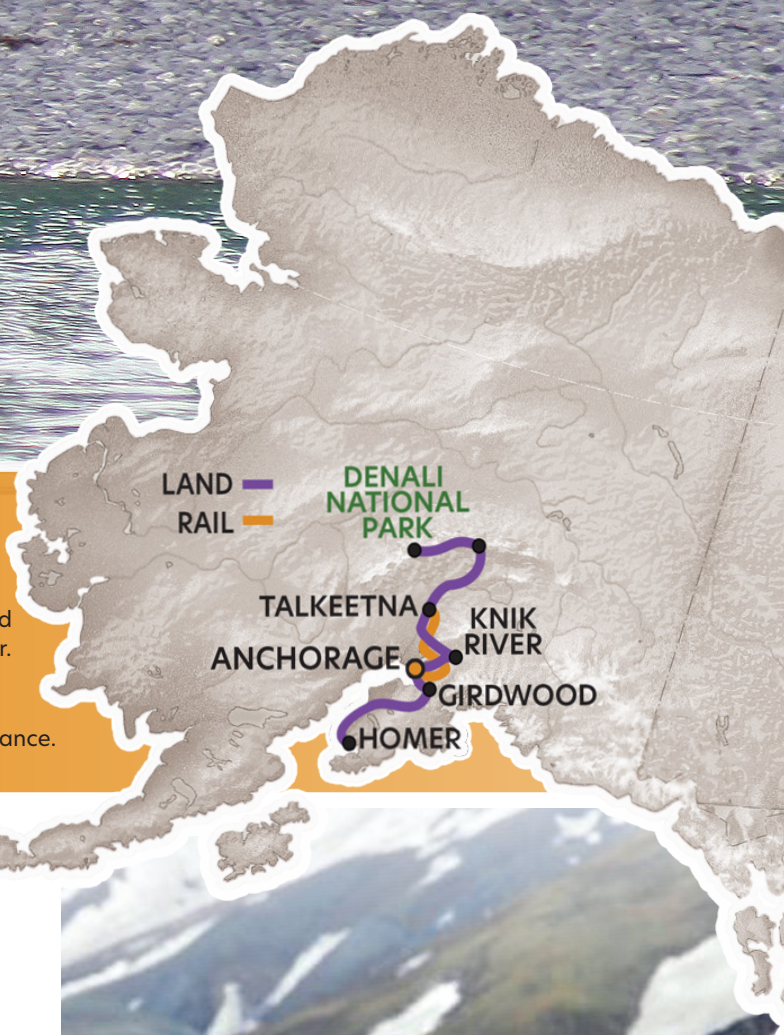 LAND
RAIL
DENALI
NATIONAL
PARK
TALKEETNA
KNIK
RIVER
ANCHORAGE
GIRDWOOD
HOMER
d
r.
ance.